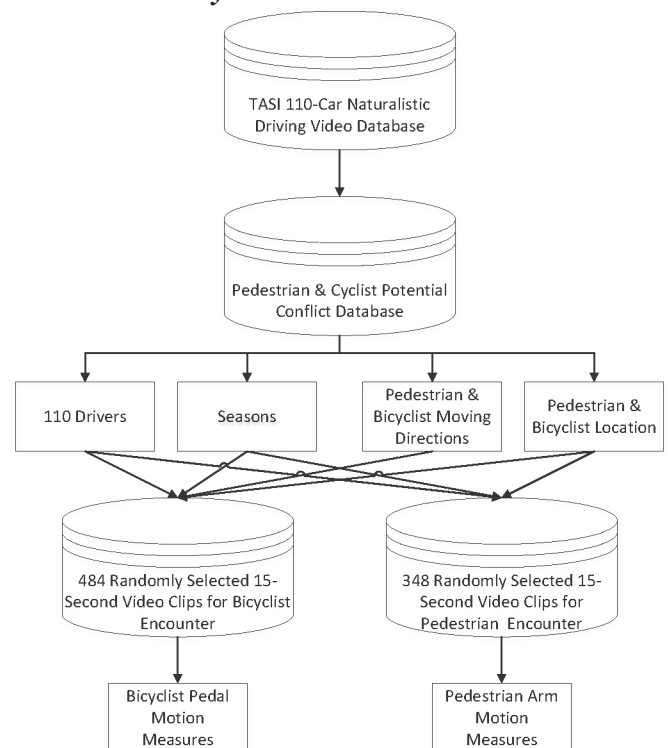 TASI 110-Car Naturalistic
Driving Video Database
Pedestrian & Cyclist Potential
Conflict Database
110 Drivers
Seasons
Pedestrian &
Bicyclist Moving
Directions
Pedestrian &
Bicyclist Location
484 Randomly Selected 15-
Second Video Clips for Bicyclist
Encounter
348 Randomly Selected 15-
Second Video Clips for
Pedestrian Encounter
Bicyclist Pedal
Motion
Measures
Pedestrian Arm
Motion
Measures